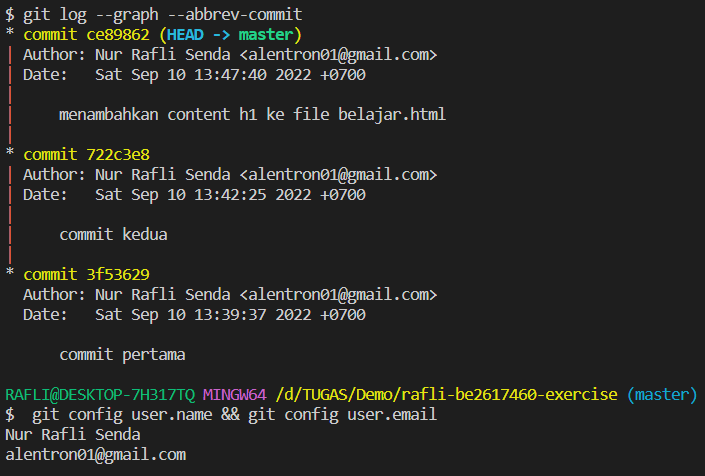 $ git log --graph --abbrev-commit
* commit ce89862 (HEAD -> master)
| Author: Nur Rafli Senda <alentron01@gmail.com>
| Date:   Sat Sep 10 13:47:40 2022 +0700
|
|     menambahkan content h1 ke file belajar.html
|
* commit 722c3e8
| Author: Nur Rafli Senda <alentron01@gmail.com>
| Date:   Sat Sep 10 13:42:25 2022 +0700
|
|     commit kedua
|
* commit 3f53629
  Author: Nur Rafli Senda <alentron01@gmail.com>
  Date:   Sat Sep 10 13:39:37 2022 +0700

      commit pertama

RAFLI@DESKTOP-7H317TQ MINGW64 /d/TUGAS/Demo/rafli-be2617460-exercise (master)
$  git config user.name && git config user.email
Nur Rafli Senda
alentron01@gmail.com